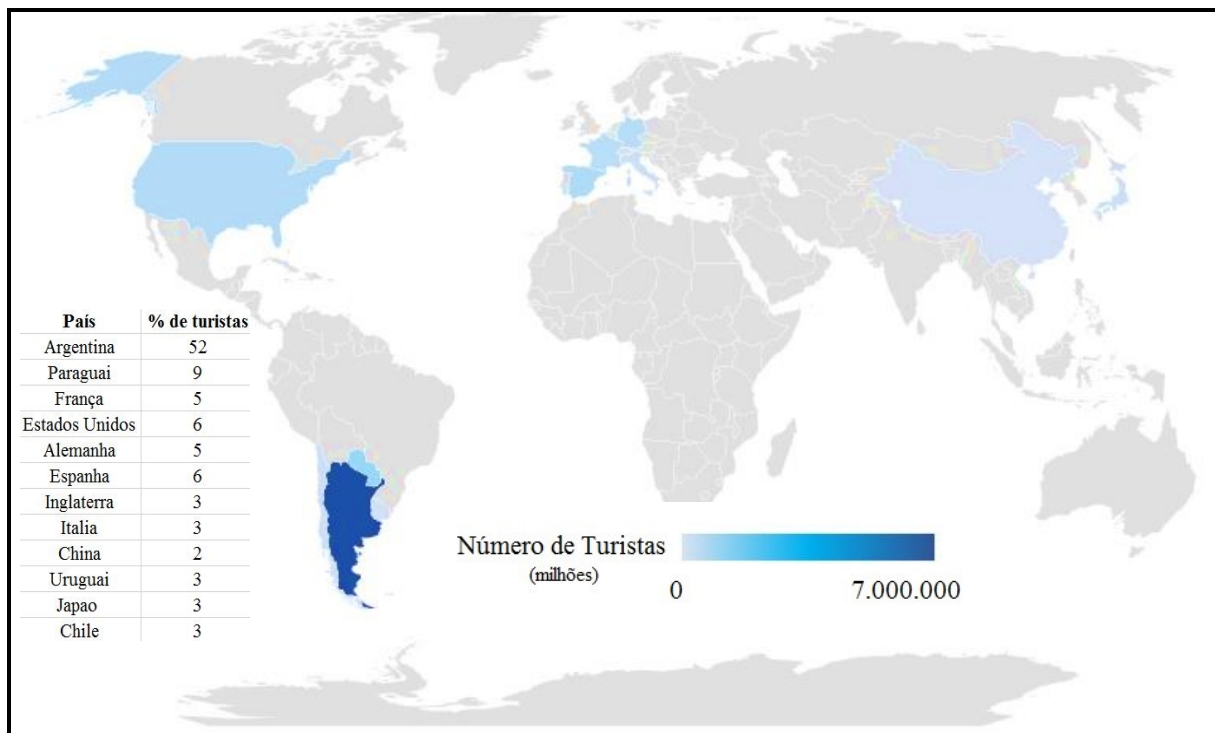 País % de turistas
Argentina 52
Paraguai 9
França 5
Estados Unidos 6
Alemanha 5
Espanha 6
Inglaterra 3
Italia 3
China 2
Uruguai 3
Japao 3
Chile 3
Número de Turistas
(milhões)
0 7.000.000